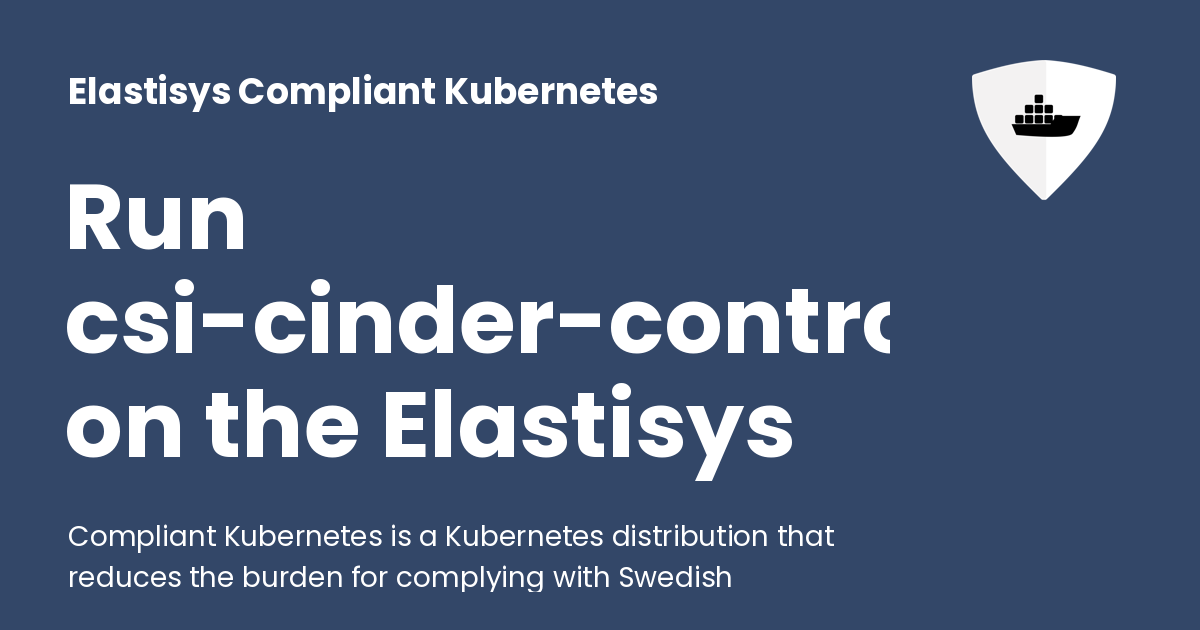 Elastisys Compliant Kubernetes
Run
csi-cinder-contr
on the Elastisys
Compliant Kubernetes is a Kubernetes distribution that
reduces the burden for complying with Swedish